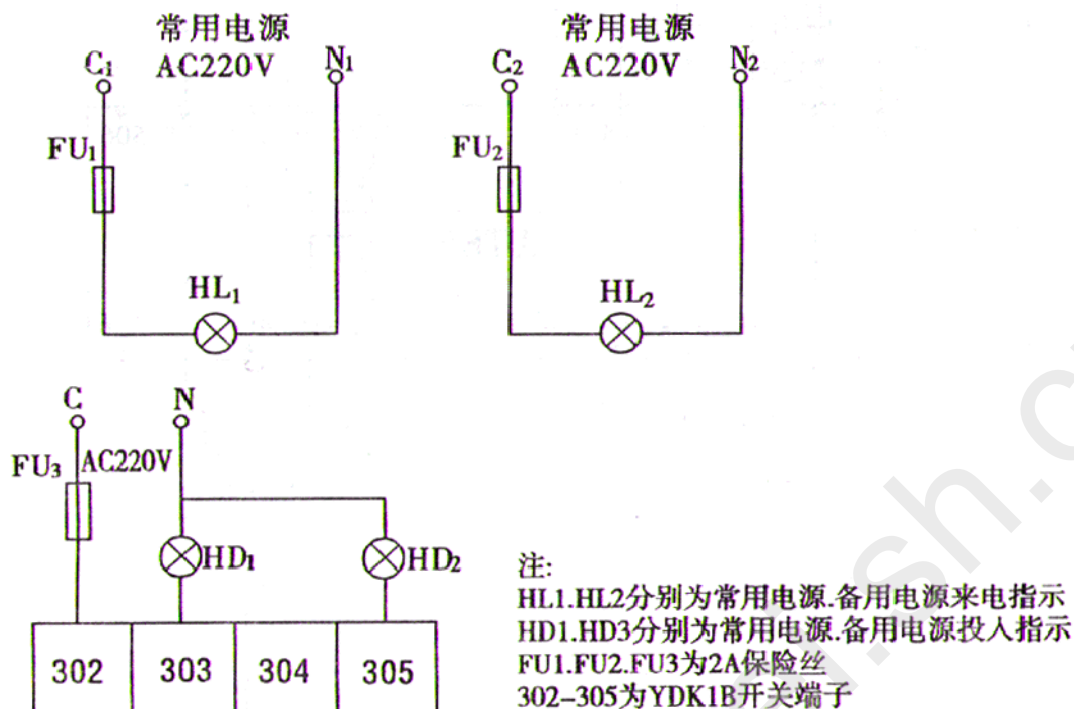 常用电源
AC220V
C1
N1
FU1
HL1
常用电源
AC220V
C2
N2
FU2
HL2
C
N
FU3
AC220V
HD1
HD2
302
303
304
305
注:
HL1.HL2分别为常用电源.备用电源来电指示
HD1.HD3分别为常用电源.备用电源投入指示
FU1.FU2.FU3为2A保险丝
302-305为YDK1B开关端子